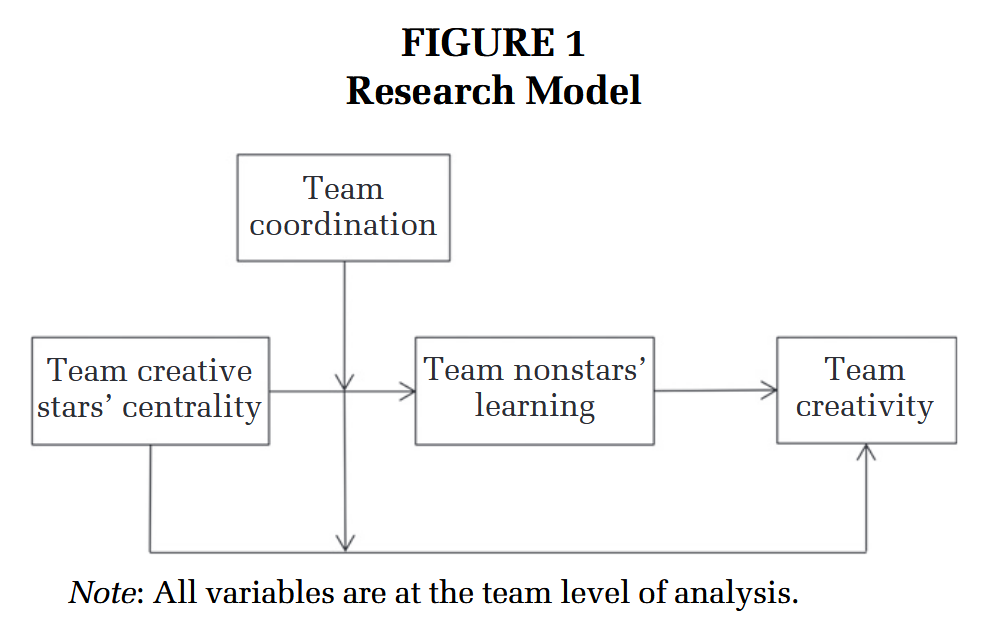 FIGURE 1
Research Model
Team
coordination
Team creative
stars’ centrality
Team nonstars’
learning
Team
creativity
Note: All variables are at the team level of analysis.